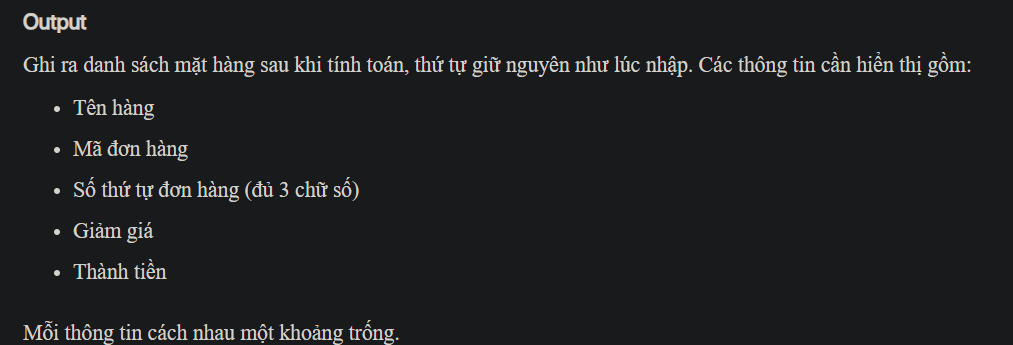 Output
Ghi ra danh sách mặt hàng sau khi tính toán, thứ tự giữ nguyên như lúc nhập. Các thông tin cần hiển thị gồm:
• Tên hàng
• Mã đơn hàng
• Số thứ tự đơn hàng (đủ 3 chữ số)
• Giảm giá
• Thành tiền
Mỗi thông tin cách nhau một khoảng trống.